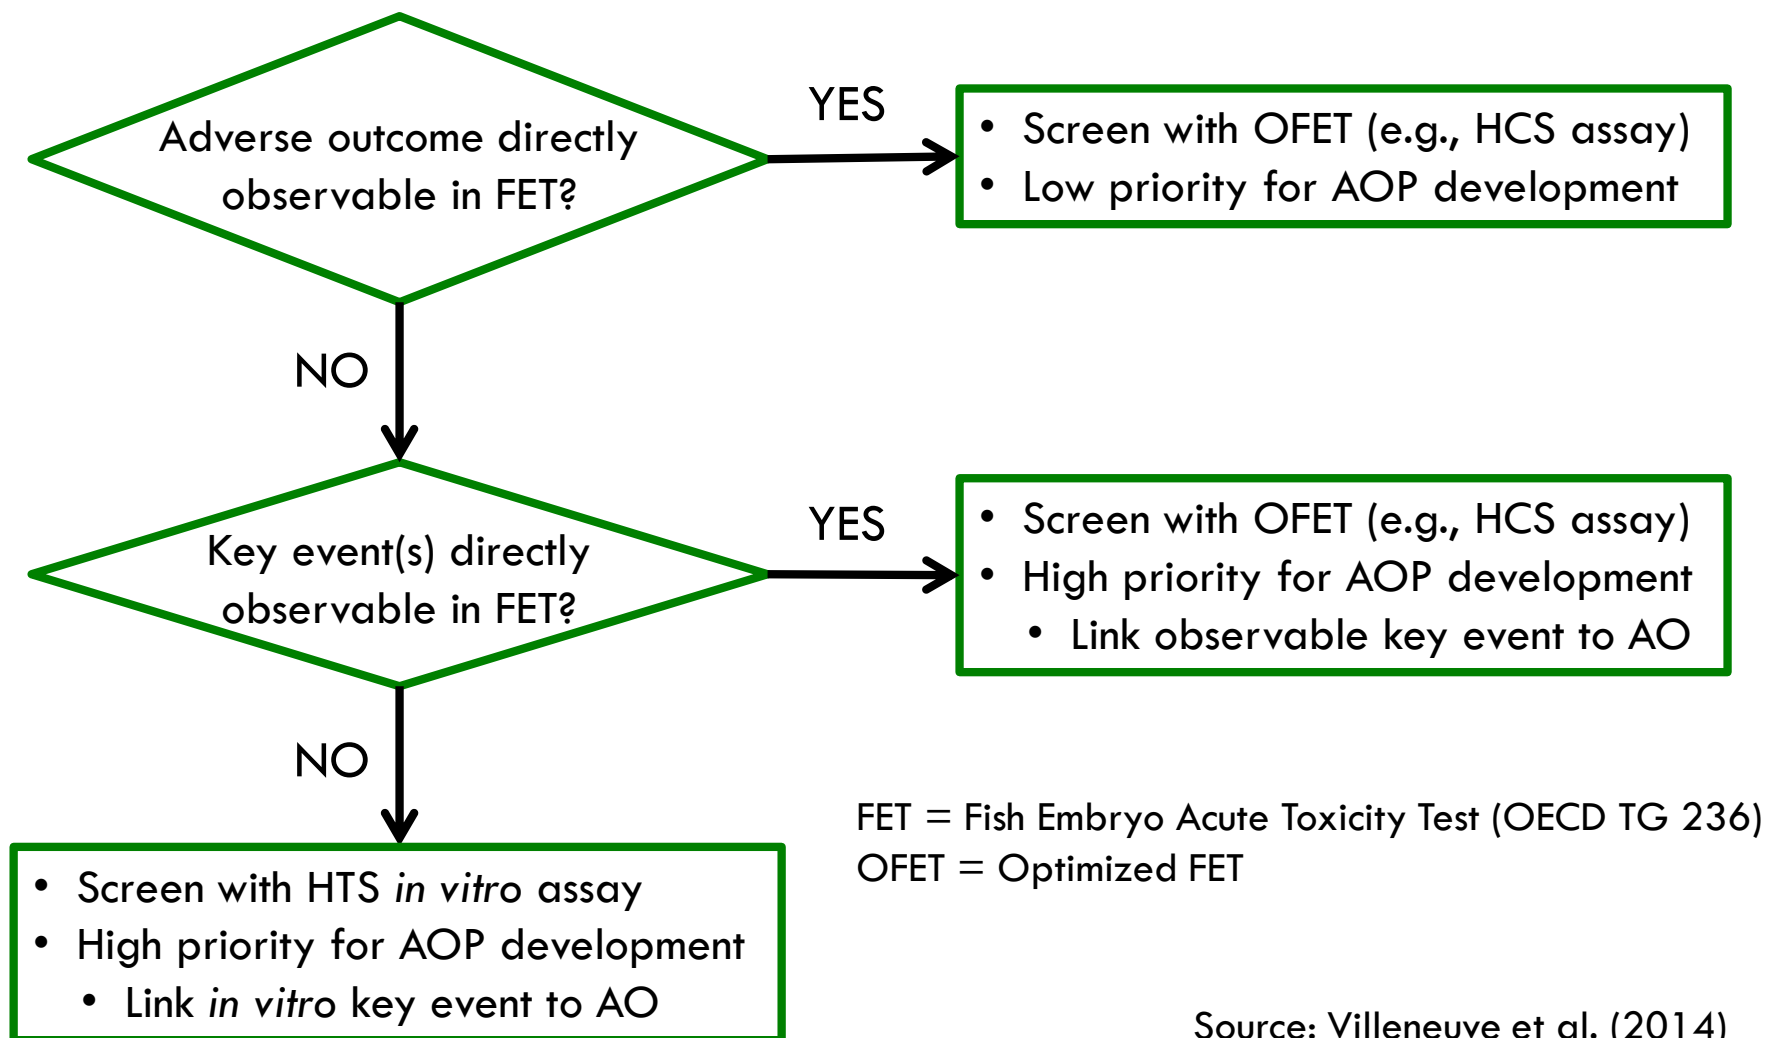 Adverse outcome directly
observable in FET?
YES
• Screen with OFET (e.g., HCS assay)
• Low priority for AOP development
NO
Key event(s) directly
observable in FET?
YES
• Screen with OFET (e.g., HCS assay)
• High priority for AOP development
• Link observable key event to AO
NO
• Screen with HTS in vitro assay
• High priority for AOP development
• Link in vitro key event to AO
FET = Fish Embryo Acute Toxicity Test (OECD TG 236)
OFET = Optimized FET
Source: Villeneuve et al. (2014)